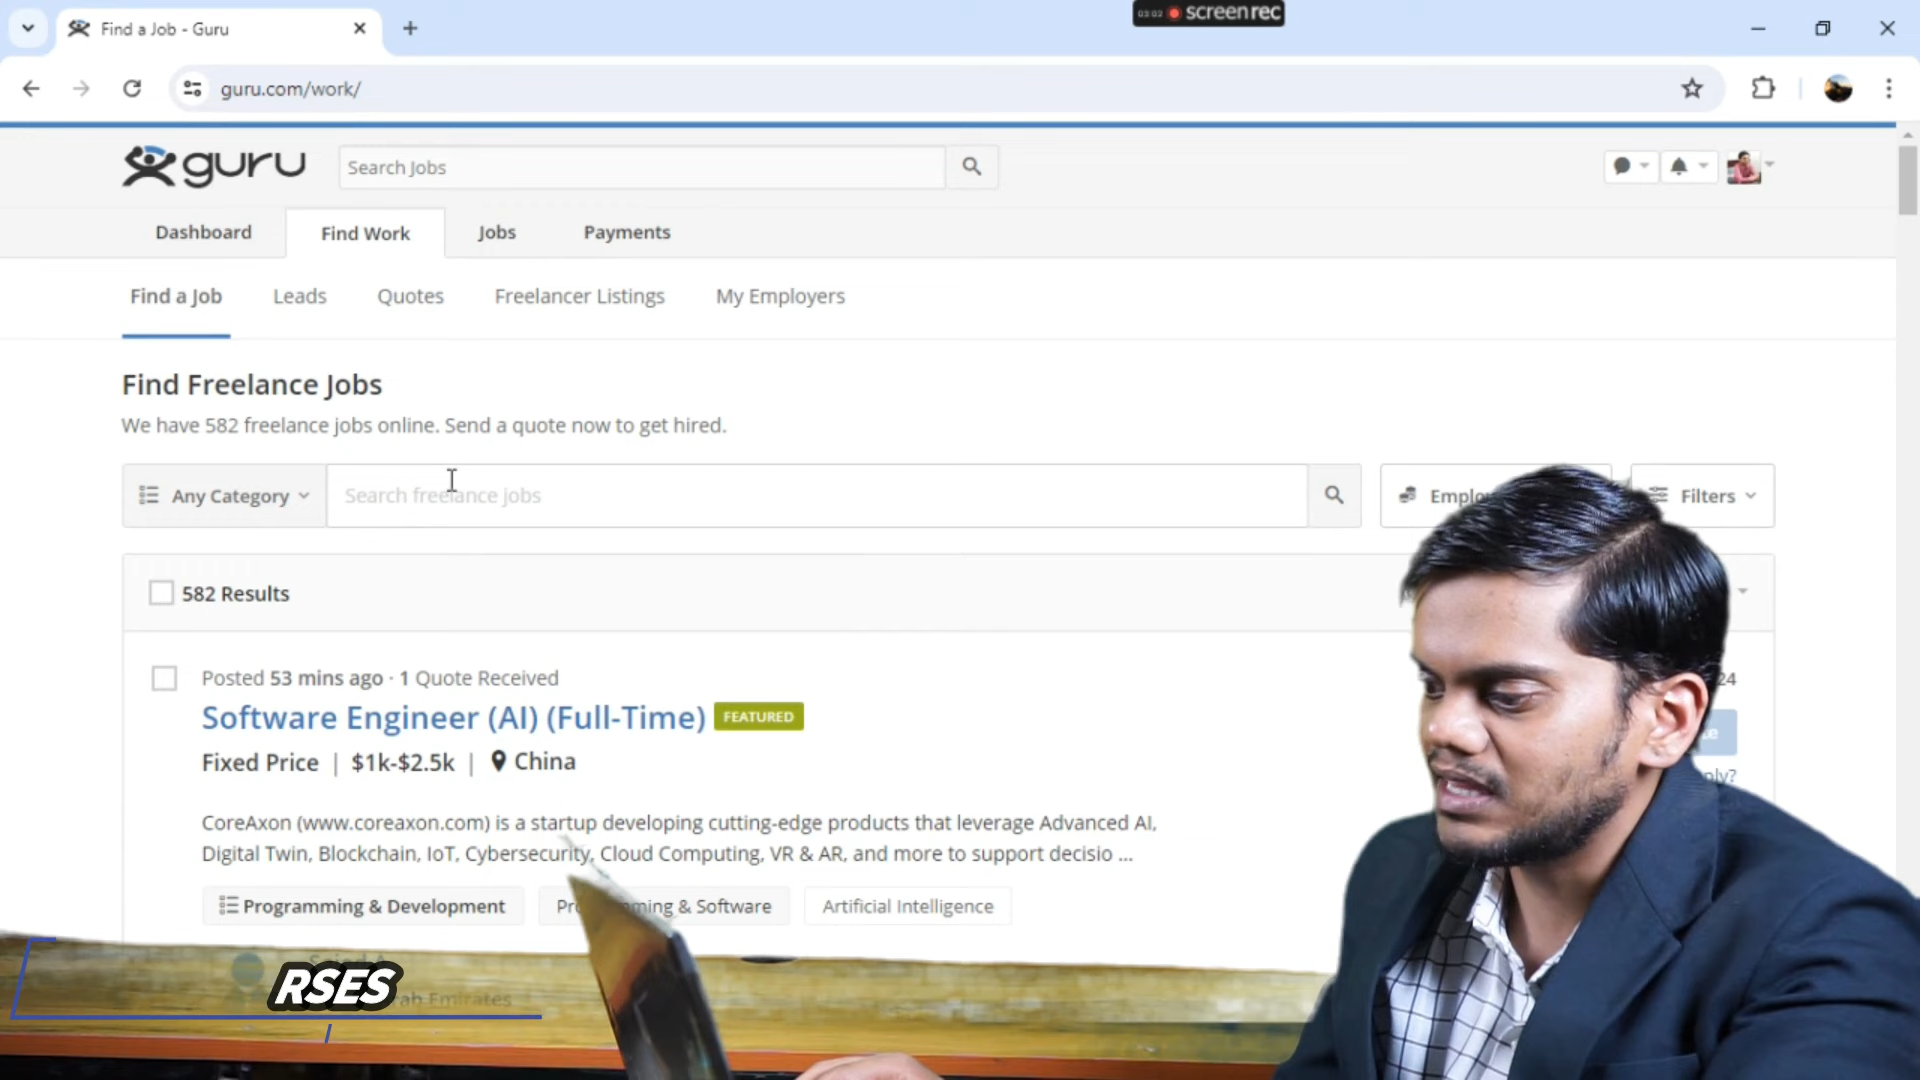 Find a Job - Guru
03:02 screenrec
guru.com/work/
guru
Search Jobs
Dashboard
Find Work
Jobs
Payments
Find a Job
Leads
Quotes
Freelancer Listings
My Employers
Find Freelance Jobs
We have 582 freelance jobs online. Send a quote now to get hired.
Any Category
Search freelance jobs
Filters
582 Results
Posted 53 mins ago · 1 Quote Received
24
Software Engineer (AI) (Full-Time)
FEATURED
Fixed Price | $1k-$2.5k | China
CoreAxon (www.coreaxon.com) is a startup developing cutting-edge products that leverage Advanced AI,
Digital Twin, Blockchain, IoT, Cybersecurity, Cloud Computing, VR & AR, and more to support decisio ...
Programming & Development
& Software
Artificial Intelligence
RSES
Emirates